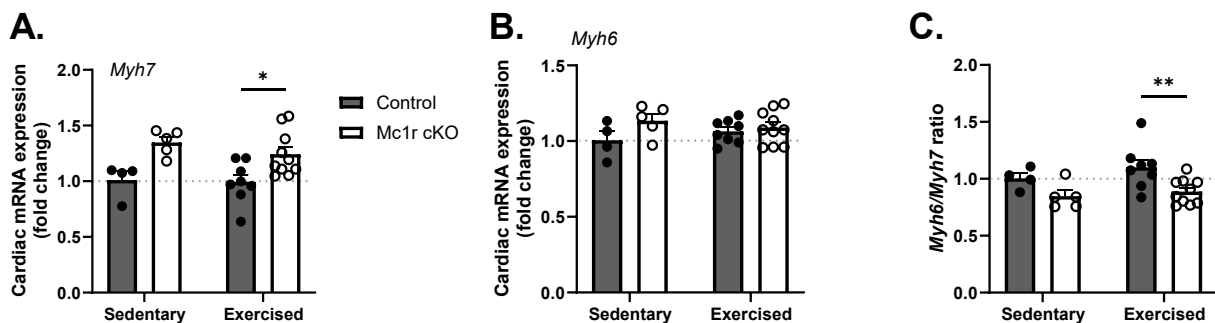 A.
Myh7
Cardiac mRNA expression
(fold change)
2.0
1.5
1.0
0.5
0.0
*
Sedentary
Exercised
Control
Mc1r cKO
B.
Myh6
Cardiac mRNA expression
(fold change)
1.5
1.0
0.5
0.0
Sedentary
Exercised
C.
Myh6/Myh7 ratio
2.0
1.5
1.0
0.5
0.0
**
Sedentary
Exercised